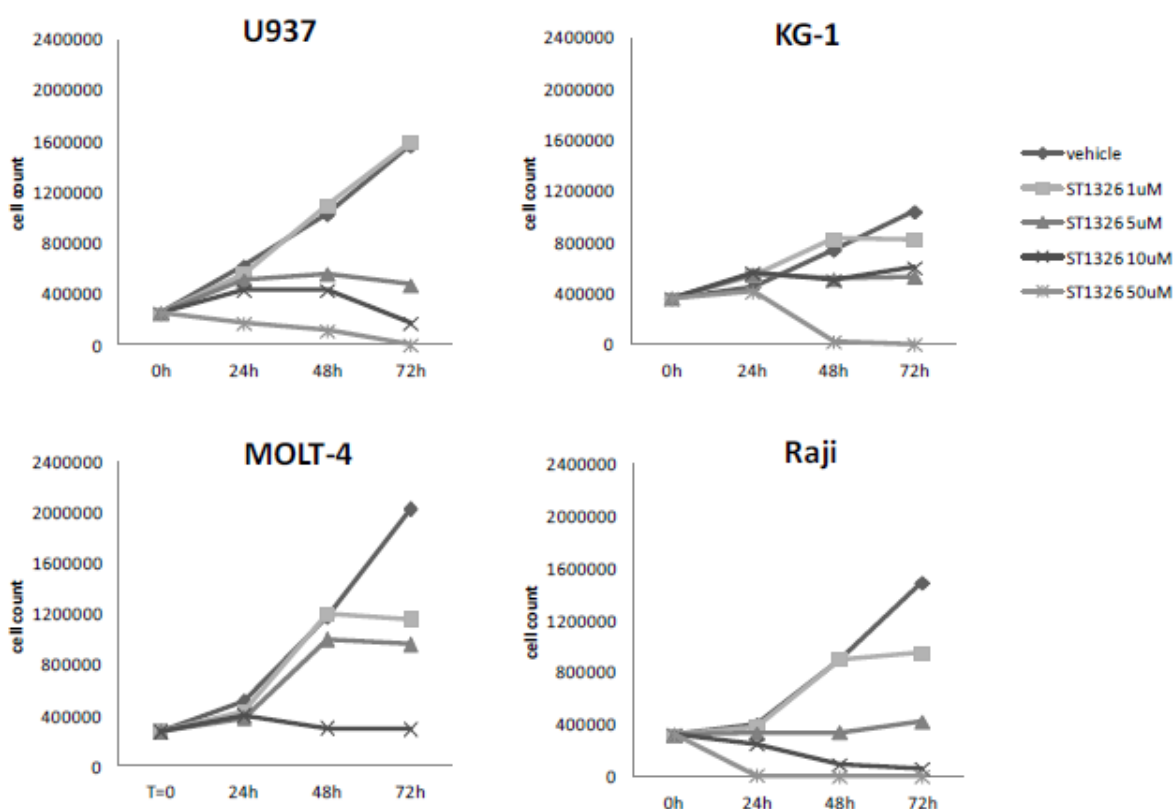 U937
2400000
2000000
1600000
1200000
800000
400000
0
cell count
0h 24h 48h 72h
KG-1
2400000
2000000
1600000
1200000
800000
400000
0
cell count
0h 24h 48h 72h
vehicle
ST1326 1uM
ST1326 5uM
ST1326 10uM
ST1326 50uM
MOLT-4
2400000
2000000
1600000
1200000
800000
400000
0
cell count
T=0 24h 48h 72h
Raji
2400000
2000000
1600000
1200000
800000
400000
0
cell count
0h 24h 48h 72h